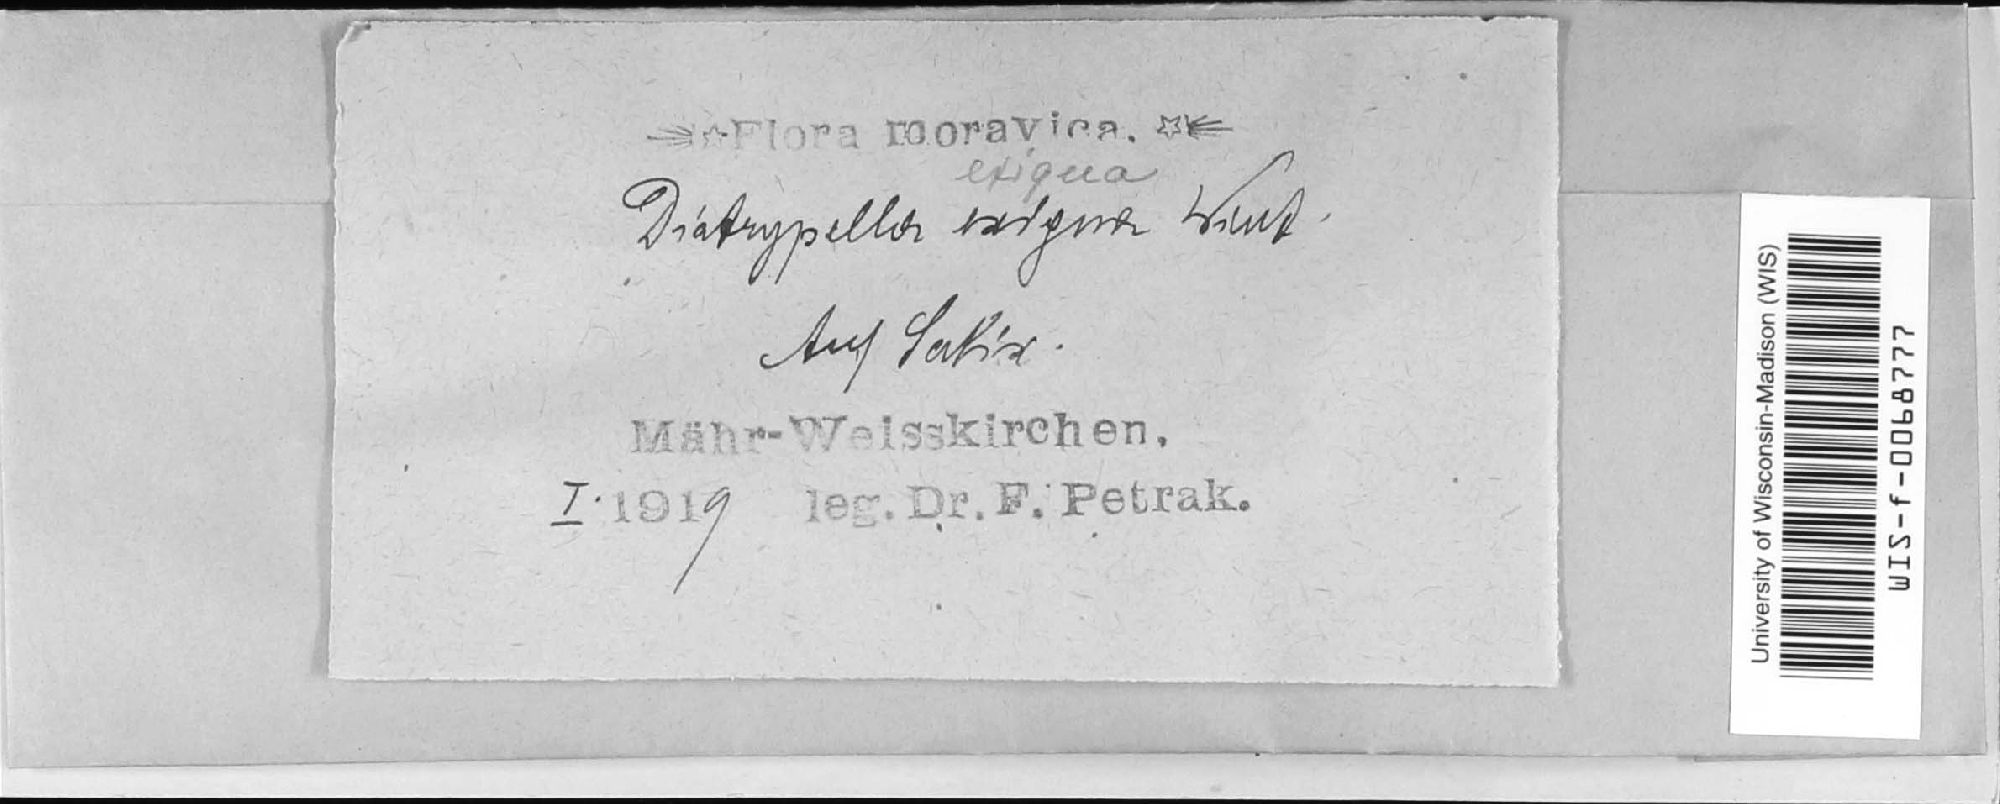 Flora moravica.
exigua
Diatrypella exigua Wint.
Auf Salix.
Mähr-Weisskirchen.
I. 1919 leg. Dr. F. Petrak.
University of Wisconsin-Madison (WIS)
WIS-f-0068777